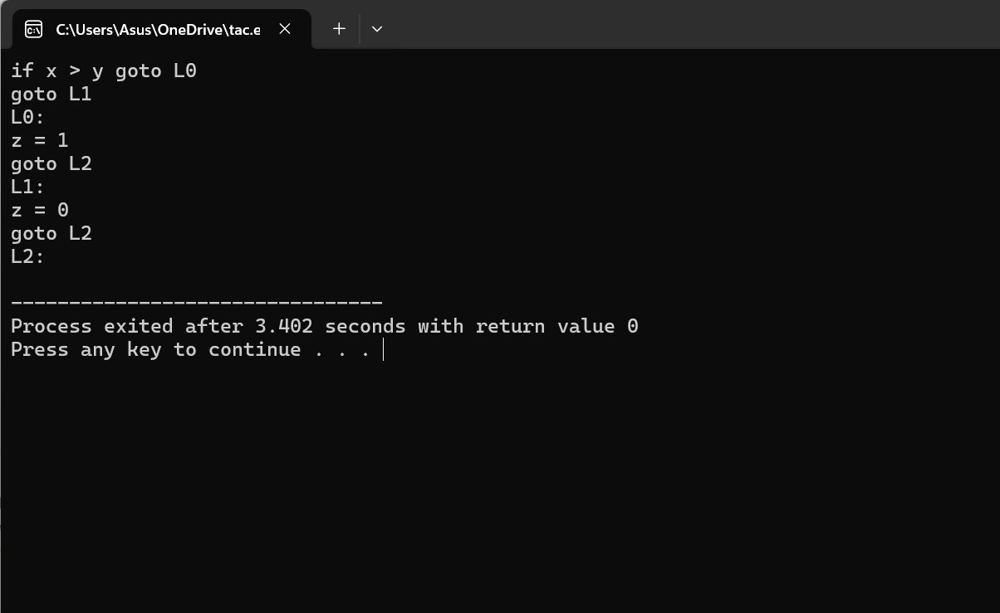 C:\Users\Asus\OneDrive\tac.e
if x > y goto L0
goto L1
L0:
z = 1
goto L2
L1:
z = 0
goto L2
L2:
--------------------------------
Process exited after 3.402 seconds with return value 0
Press any key to continue . . .